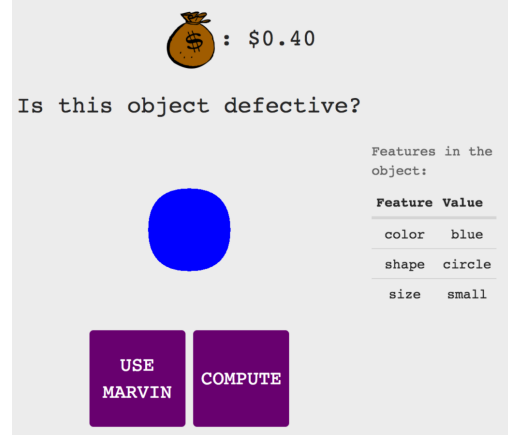 $ : $0.40
Is this object defective?
Features in the
object:
Feature Value
color blue
shape circle
size small
USE
MARVIN
COMPUTE